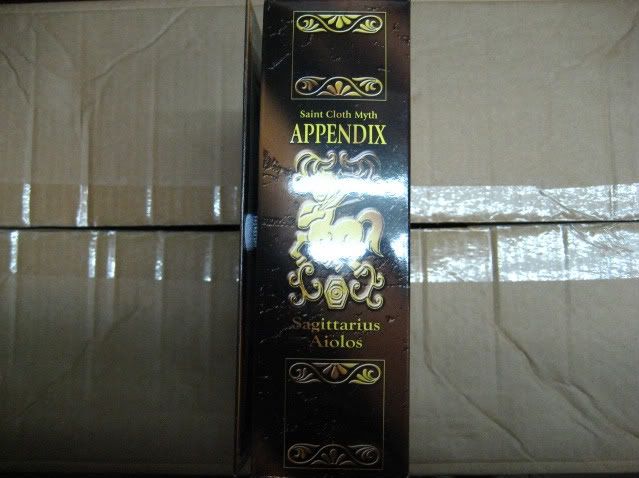 Saint Cloth Myth
APPENDIX
Sagittarius
Aiolos